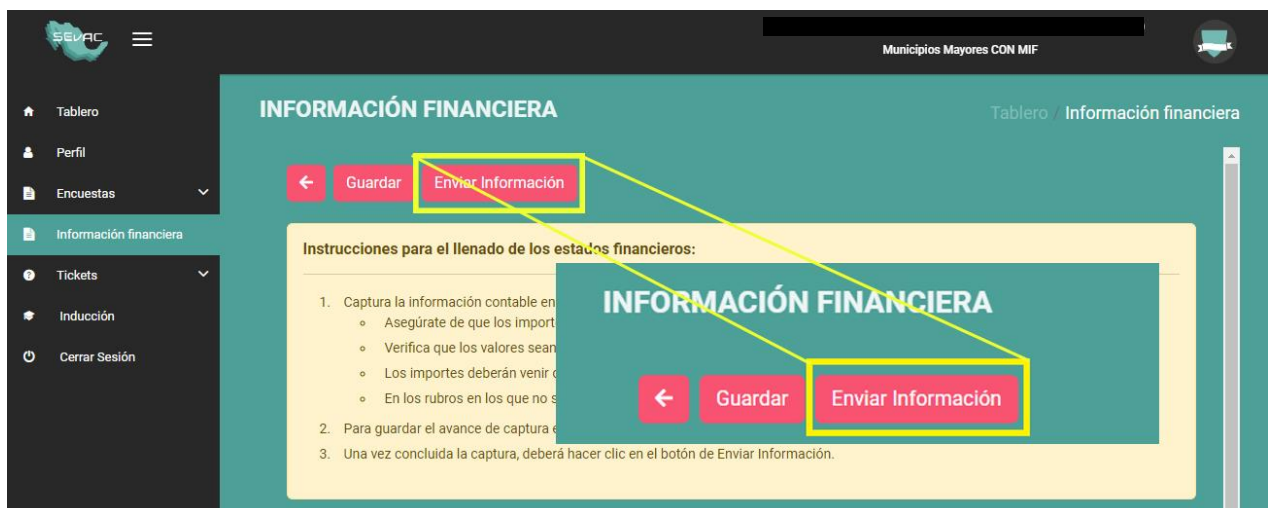 SEVAC
Municipios Mayores CON MIF
Tablero
Perfil
Encuestas
Información financiera
Tickets
Inducción
Cerrar Sesión
INFORMACIÓN FINANCIERA
Tablero / Información financiera
Guardar
Enviar Información
Instrucciones para el llenado de los estados financieros:
1. Captura la información contable en
Asegúrate de que los import
Verifica que los valores sean
Los importes deberán venir
En los rubros en los que no s
2. Para guardar el avance de captura
3. Una vez concluida la captura, deberá hacer clic en el botón de Enviar Información.
INFORMACIÓN FINANCIERA
Guardar
Enviar Información